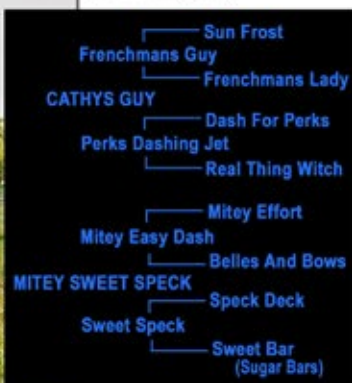 Sun Frost
Frenchmans Guy
Frenchmans Lady
CATHYS GUY
Dash For Perks
Perks Dashing Jet
Real Thing Witch
Mitey Effort
Mitey Easy Dash
Belles And Bows
MITEY SWEET SPECK
Speck Deck
Sweet Speck
Sweet Bar
(Sugar Bars)